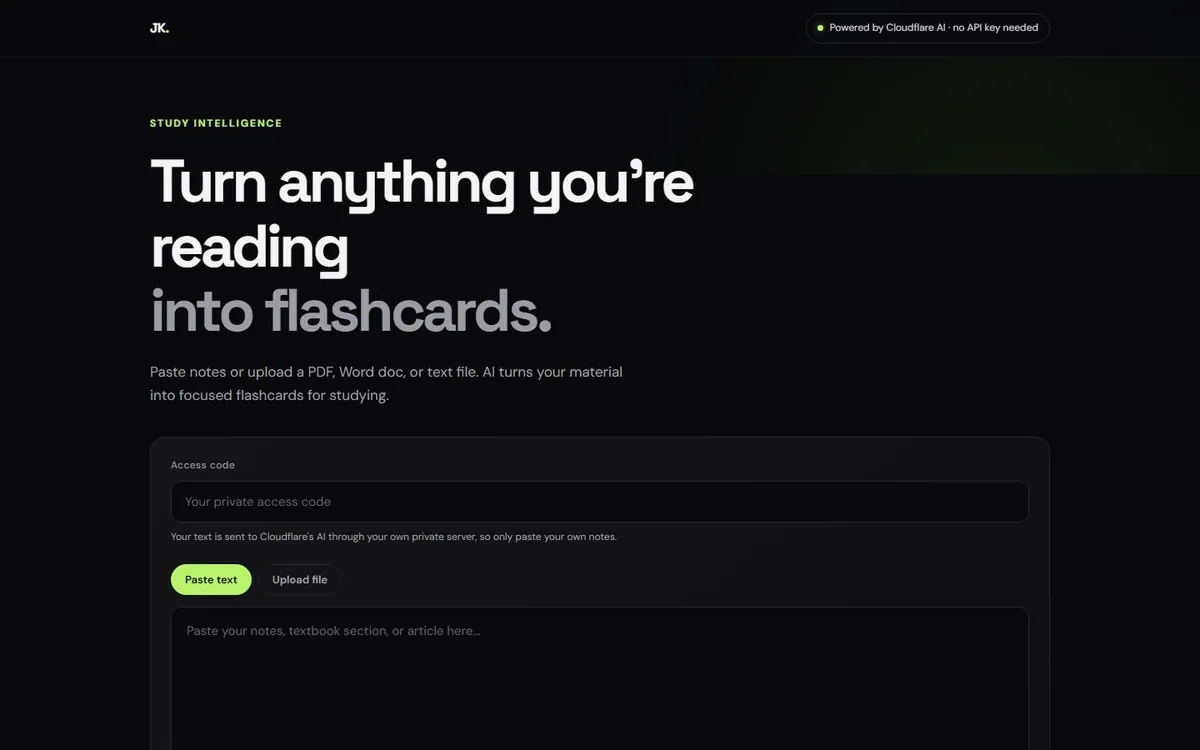 JK.
Powered by Cloudflare AI · no API key needed
STUDY INTELLIGENCE
Turn anything you’re
reading
into flashcards.
Paste notes or upload a PDF, Word doc, or text file. AI turns your material
into focused flashcards for studying.
Access code
Your private access code
Your text is sent to Cloudflare's AI through your own private server, so only paste your own notes.
Paste text
Upload file
Paste your notes, textbook section, or article here...